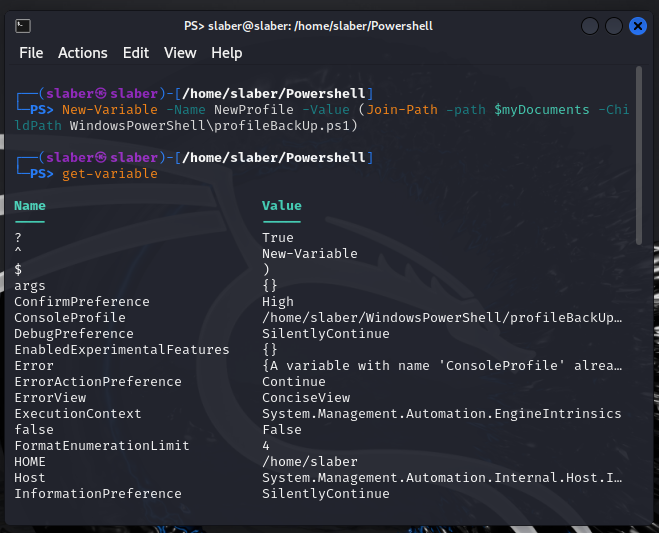 PS> slaber@slaber: /home/slaber/Powershell
File Actions Edit View Help
┌──(slaber㉿slaber)-[/home/slaber/Powershell]
└─PS> New-Variable -Name NewProfile -Value (Join-Path -path $myDocuments -Chi
ldPath WindowsPowerShell\profileBackUp.ps1)
┌──(slaber㉿slaber)-[/home/slaber/Powershell]
└─PS> get-variable
Name Value
---- -----
? True
^ New-Variable
$ )
args {}
ConfirmPreference High
ConsoleProfile /home/slaber/WindowsPowerShell/profileBackUp…
DebugPreference SilentlyContinue
EnabledExperimentalFeatures {}
Error {A variable with name 'ConsoleProfile' alrea…
ErrorActionPreference Continue
ErrorView ConciseView
ExecutionContext System.Management.Automation.EngineIntrinsics
false False
FormatEnumerationLimit 4
HOME /home/slaber
Host System.Management.Automation.Internal.Host.I…
InformationPreference SilentlyContinue